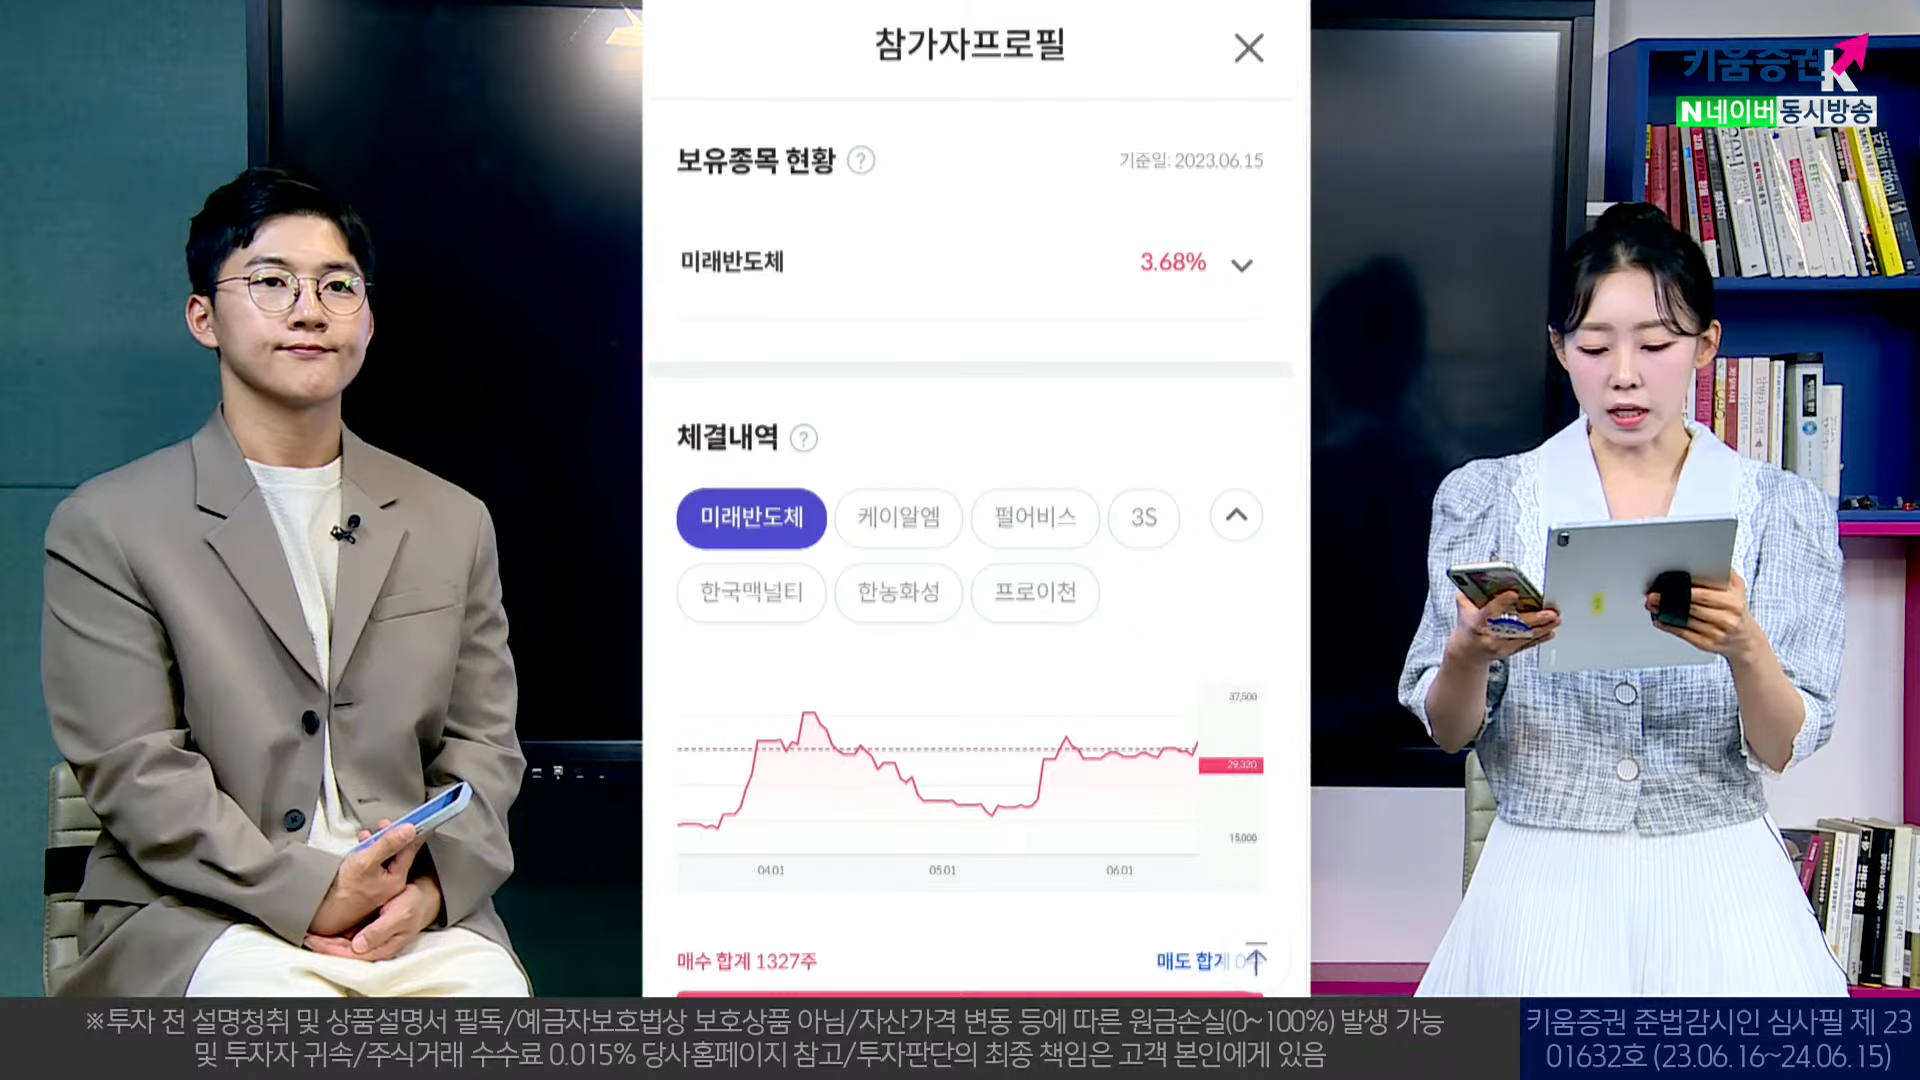 참가자프로필
키움증권
K
N 네이버 동시방송
보유종목 현황 ?
기준일: 2023.06.15
미래반도체 3.68%
체결내역 ?
미래반도체 케이알엠 펄어비스 3S
한국맥널티 한농화성 프로이천
37,500
29,320
15,000
04.01 05.01 06.01
매수 합계 1327주
매도 합계 0주
※투자 전 설명청취 및 상품설명서 필독/예금자보호법상 보호상품 아님/자산가격 변동 등에 따른 원금손실(0~100%) 발생 가능
및 투자자 귀속/주식거래 수수료 0.015% 당사홈페이지 참고/투자판단의 최종 책임은 고객 본인에게 있음
키움증권 준법감시인 심사필 제 23
01632호 (23.06.16~24.06.15)